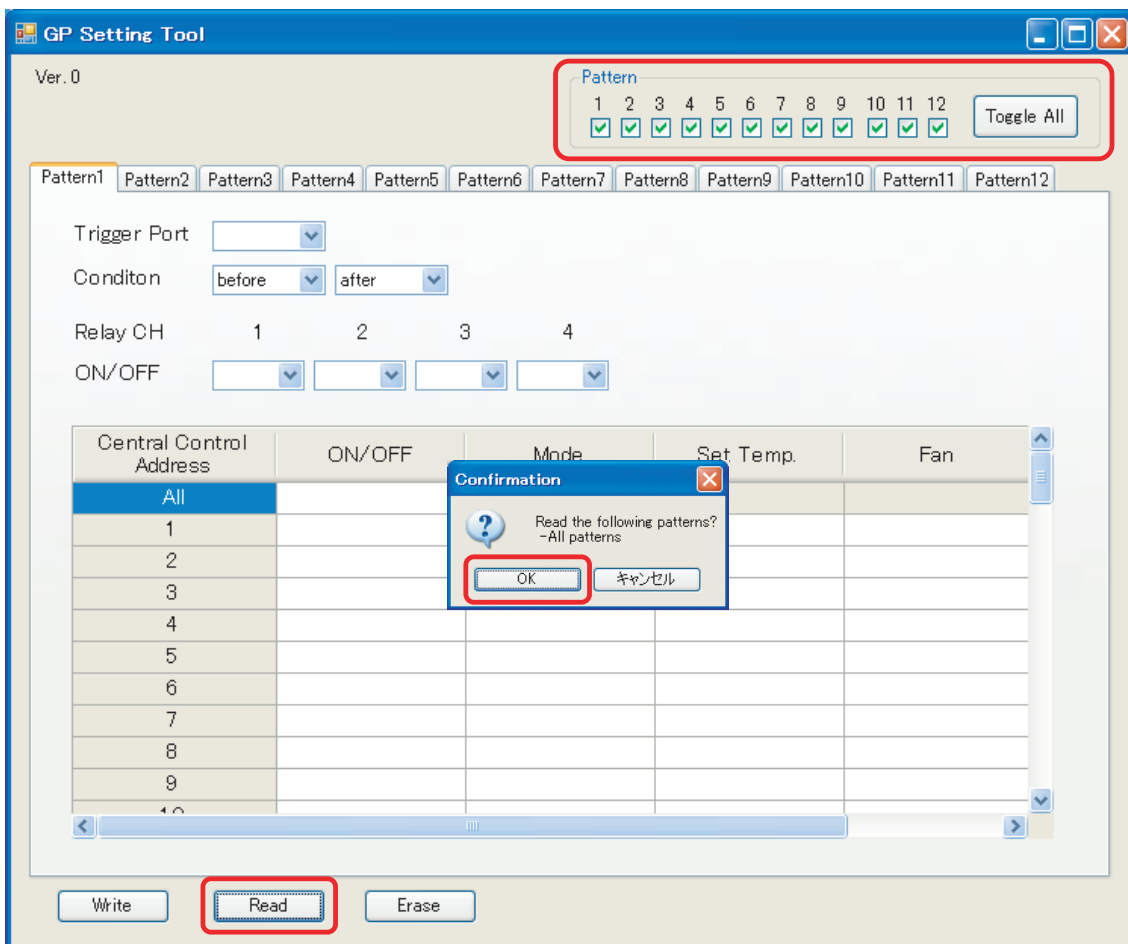 GP Setting Tool
Ver. 0
Pattern
1 2 3 4 5 6 7 8 9 10 11 12
Toggle All
Pattern1 Pattern2 Pattern3 Pattern4 Pattern5 Pattern6 Pattern7 Pattern8 Pattern9 Pattern10 Pattern11 Pattern12
Trigger Port
Conditon before after
Relay CH 1 2 3 4
ON/OFF
Central Control Address ON/OFF Mode Set Temp. Fan
All
1
2
3
4
5
6
7
8
9
10
Confirmation
Read the following patterns?
-All patterns
OK キャンセル
Write Read Erase